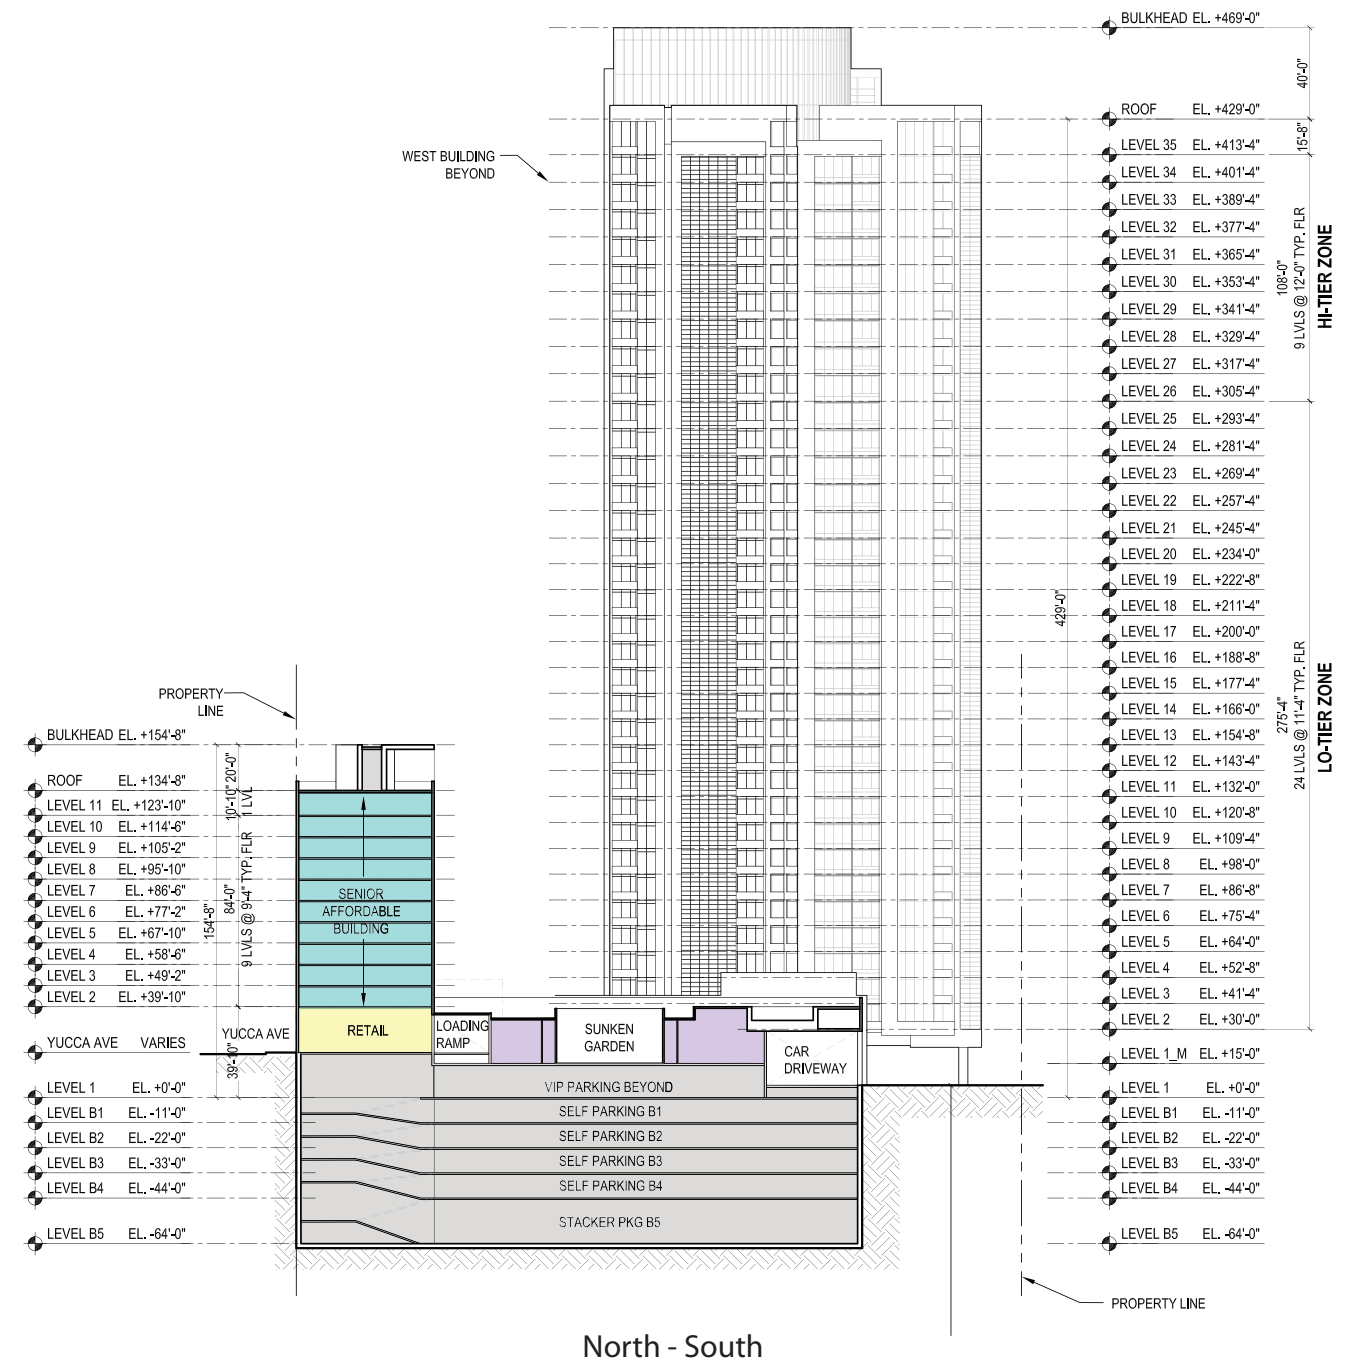 BULKHEAD EL. +469'-0"
40'-0"
ROOF EL. +429'-0"
15'-8"
LEVEL 35 EL. +413'-4"
WEST BUILDING
BEYOND
LEVEL 34 EL. +401'-4"
LEVEL 33 EL. +389'-4"
LEVEL 32 EL. +377'-4"
LEVEL 31 EL. +365'-4"
LEVEL 30 EL. +353'-4"
LEVEL 29 EL. +341'-4"
LEVEL 28 EL. +329'-4"
LEVEL 27 EL. +317'-4"
LEVEL 26 EL. +305'-4"
108'-0"
9 LVLS @ 12'-0" TYP. FLR
HI-TIER ZONE
LEVEL 25 EL. +293'-4"
LEVEL 24 EL. +281'-4"
LEVEL 23 EL. +269'-4"
LEVEL 22 EL. +257'-4"
LEVEL 21 EL. +245'-4"
LEVEL 20 EL. +234'-0"
LEVEL 19 EL. +222'-8"
LEVEL 18 EL. +211'-4"
LEVEL 17 EL. +200'-0"
LEVEL 16 EL. +188'-8"
LEVEL 15 EL. +177'-4"
LEVEL 14 EL. +166'-0"
LEVEL 13 EL. +154'-8"
LEVEL 12 EL. +143'-4"
LEVEL 11 EL. +132'-0"
LEVEL 10 EL. +120'-8"
LEVEL 9 EL. +109'-4"
LEVEL 8 EL. +98'-0"
LEVEL 7 EL. +86'-8"
LEVEL 6 EL. +75'-4"
LEVEL 5 EL. +64'-0"
LEVEL 4 EL. +52'-8"
LEVEL 3 EL. +41'-4"
LEVEL 2 EL. +30'-0"
LEVEL 1_M EL. +15'-0"
LEVEL 1 EL. +0'-0"
LEVEL B1 EL. -11'-0"
LEVEL B2 EL. -22'-0"
LEVEL B3 EL. -33'-0"
LEVEL B4 EL. -44'-0"
LEVEL B5 EL. -64'-0"
429'-0"
275'-4"
24 LVLS @ 11'-4" TYP. FLR
LO-TIER ZONE
PROPERTY
LINE
BULKHEAD EL. +154'-8"
ROOF EL. +134'-8"
LEVEL 11 EL. +123'-10"
LEVEL 10 EL. +114'-6"
LEVEL 9 EL. +105'-2"
LEVEL 8 EL. +95'-10"
LEVEL 7 EL. +86'-6"
LEVEL 6 EL. +77'-2"
LEVEL 5 EL. +67'-10"
LEVEL 4 EL. +58'-6"
LEVEL 3 EL. +49'-2"
LEVEL 2 EL. +39'-10"
YUCCA AVE VARIES
LEVEL 1 EL. +0'-0"
LEVEL B1 EL. -11'-0"
LEVEL B2 EL. -22'-0"
LEVEL B3 EL. -33'-0"
LEVEL B4 EL. -44'-0"
LEVEL B5 EL. -64'-0"
20'-0"
10'-10"
1 LVL
154'-8"
84'-0"
9 LVLS @ 9'-4" TYP. FLR
39'-10"
YUCCA AVE
SENIOR
AFFORDABLE
BUILDING
RETAIL
LOADING
RAMP
SUNKEN
GARDEN
CAR
DRIVEWAY
VIP PARKING BEYOND
SELF PARKING B1
SELF PARKING B2
SELF PARKING B3
SELF PARKING B4
STACKER PKG B5
PROPERTY LINE
North - South